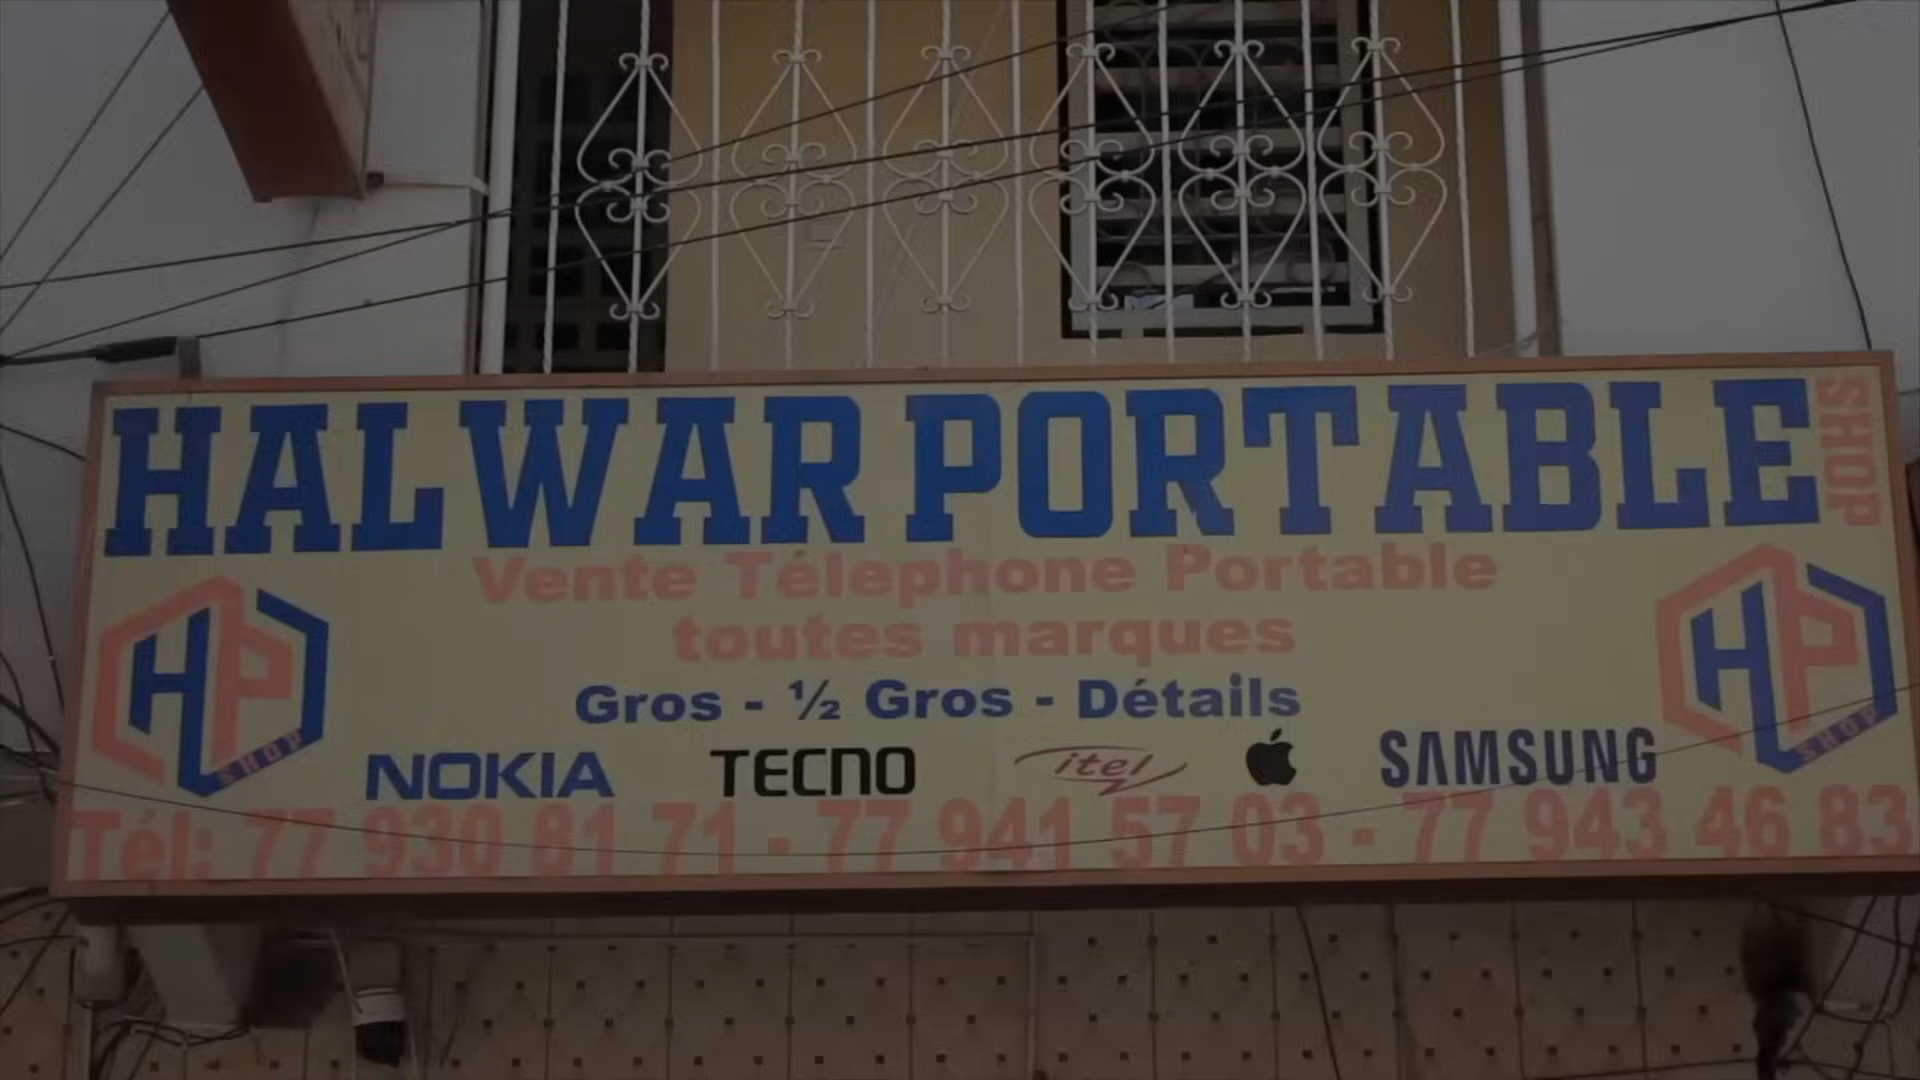 HALWAR PORTABLE SHOP
Vente Télephone Portable
toutes marques
Gros - ½ Gros - Détails
NOKIA TECNO itel SAMSUNG
HP SHOP
HP SHOP
Tél: 77 930 81 71 - 77 941 57 03 - 77 943 46 83